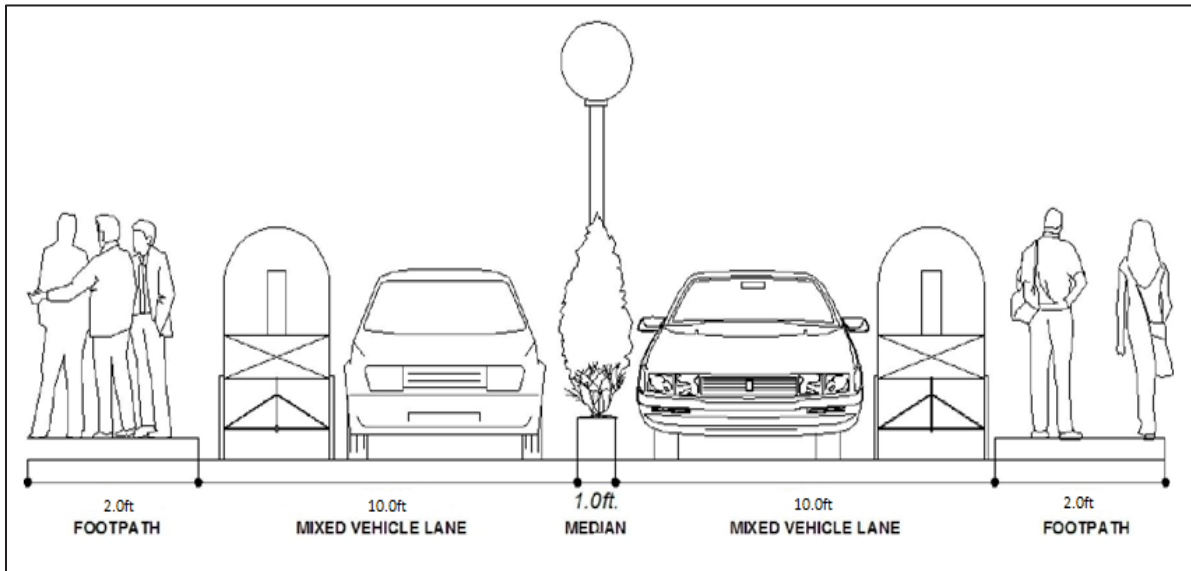 2.0ft 10.0ft 1.0ft. 10.0ft 2.0ft
FOOTPATH MIXED VEHICLE LANE MEDIAN MIXED VEHICLE LANE FOOTPATH